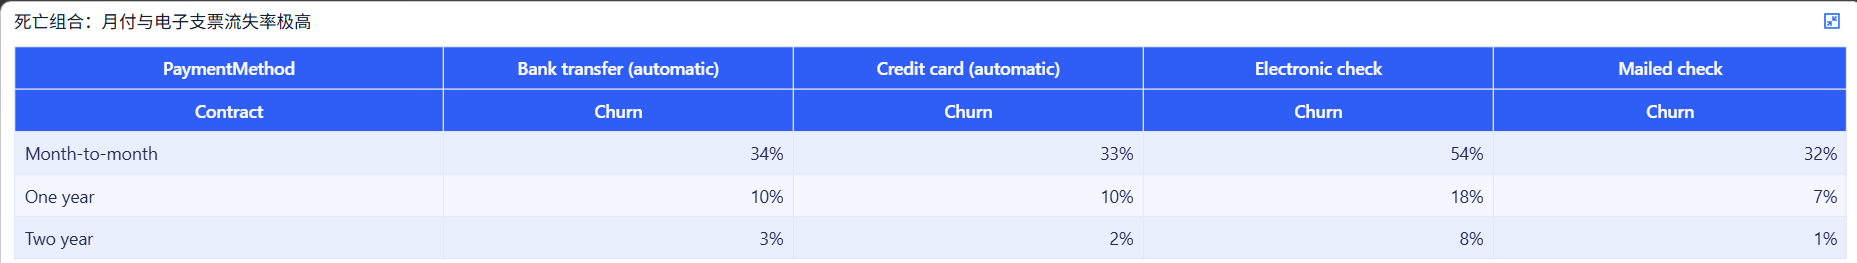 死亡组合：月付与电子支票流失率极高
PaymentMethod Bank transfer (automatic) Credit card (automatic) Electronic check Mailed check
Contract Churn Churn Churn Churn
Month-to-month 34% 33% 54% 32%
One year 10% 10% 18% 7%
Two year 3% 2% 8% 1%